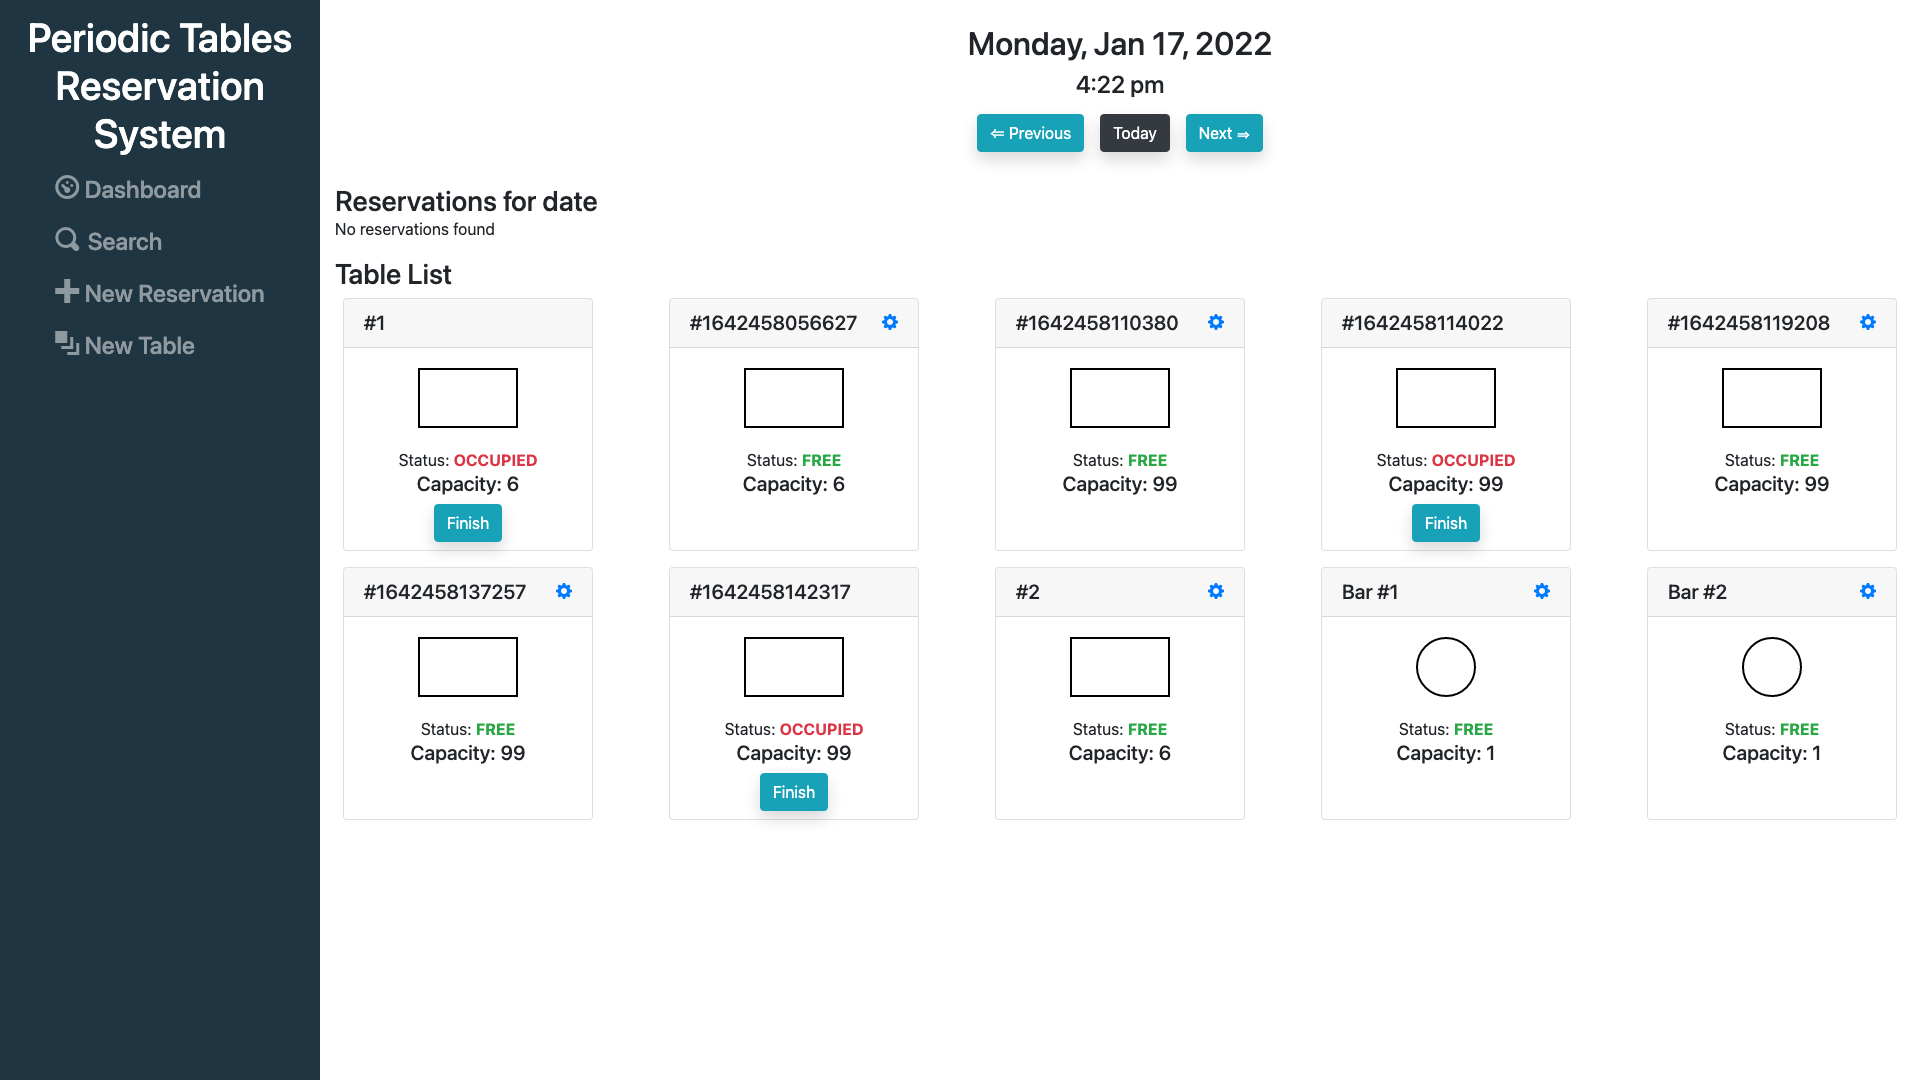 Periodic Tables
Reservation
System
Dashboard
Search
New Reservation
New Table
Monday, Jan 17, 2022
4:22 pm
⇐ Previous
Today
Next ⇒
Reservations for date
No reservations found
Table List
#1
Status: OCCUPIED
Capacity: 6
Finish
#1642458056627
Status: FREE
Capacity: 6
#1642458110380
Status: FREE
Capacity: 99
#1642458114022
Status: OCCUPIED
Capacity: 99
Finish
#1642458119208
Status: FREE
Capacity: 99
#1642458137257
Status: FREE
Capacity: 99
#1642458142317
Status: OCCUPIED
Capacity: 99
Finish
#2
Status: FREE
Capacity: 6
Bar #1
Status: FREE
Capacity: 1
Bar #2
Status: FREE
Capacity: 1